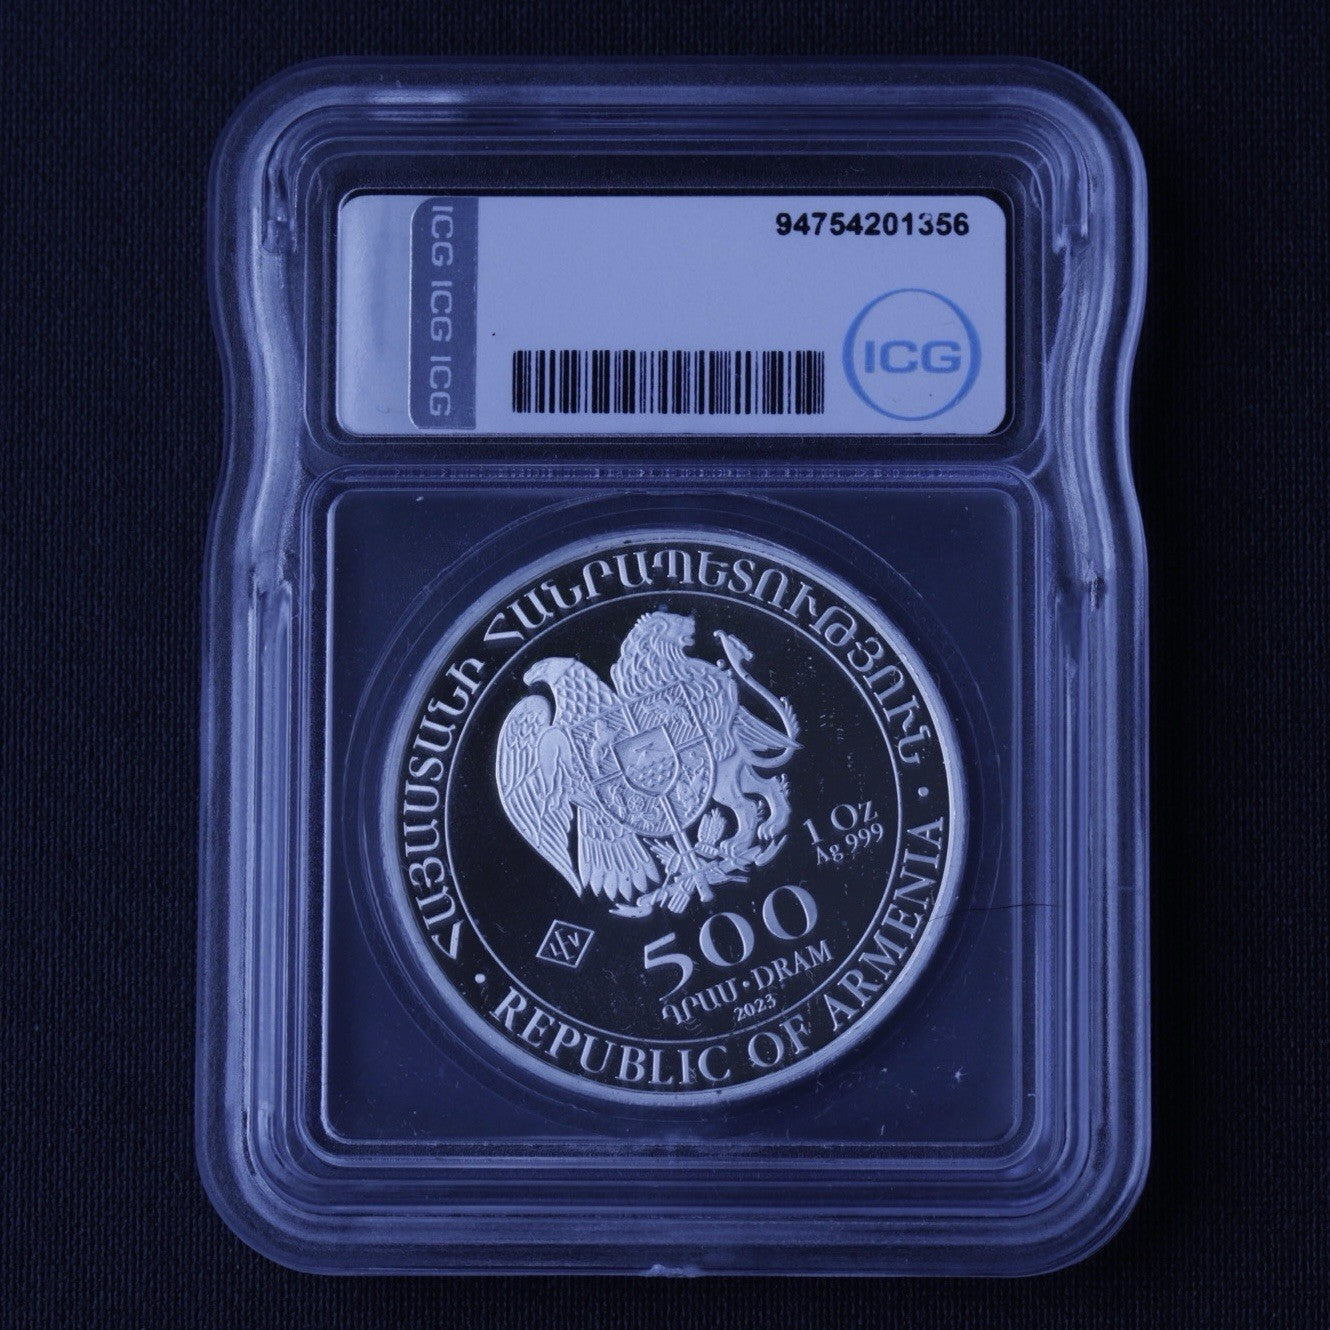 94754201356
ICG ICG ICG
ICG
ՀԱՅԱՍՏԱՆԻ ՀԱՆՐԱՊԵՏՈՒԹՅՈՒՆ
1 Oz
Ag 999
500
ԴՐԱՄ • DRAM
2023
• REPUBLIC OF ARMENIA •